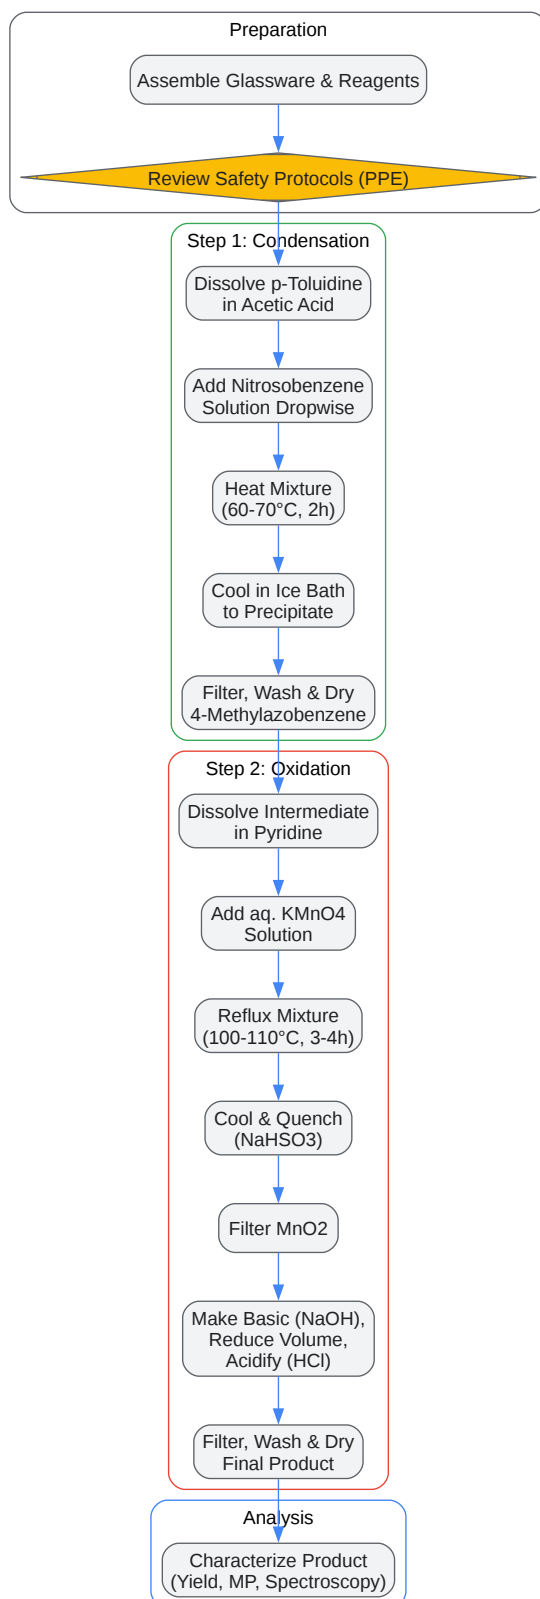 Preparation
Assemble Glassware & Reagents
Review Safety Protocols (PPE)
Step 1: Condensation
Dissolve p-Toluidine
in Acetic Acid
Add Nitrosobenzene
Solution Dropwise
Heat Mixture
(60-70°C, 2h)
Cool in Ice Bath
to Precipitate
Filter, Wash & Dry
4-Methylazobenzene
Step 2: Oxidation
Dissolve Intermediate
in Pyridine
Add aq. KMnO4
Solution
Reflux Mixture
(100-110°C, 3-4h)
Cool & Quench
(NaHSO3)
Filter MnO2
Make Basic (NaOH),
Reduce Volume,
Acidify (HCl)
Filter, Wash & Dry
Final Product
Analysis
Characterize Product
(Yield, MP, Spectroscopy)